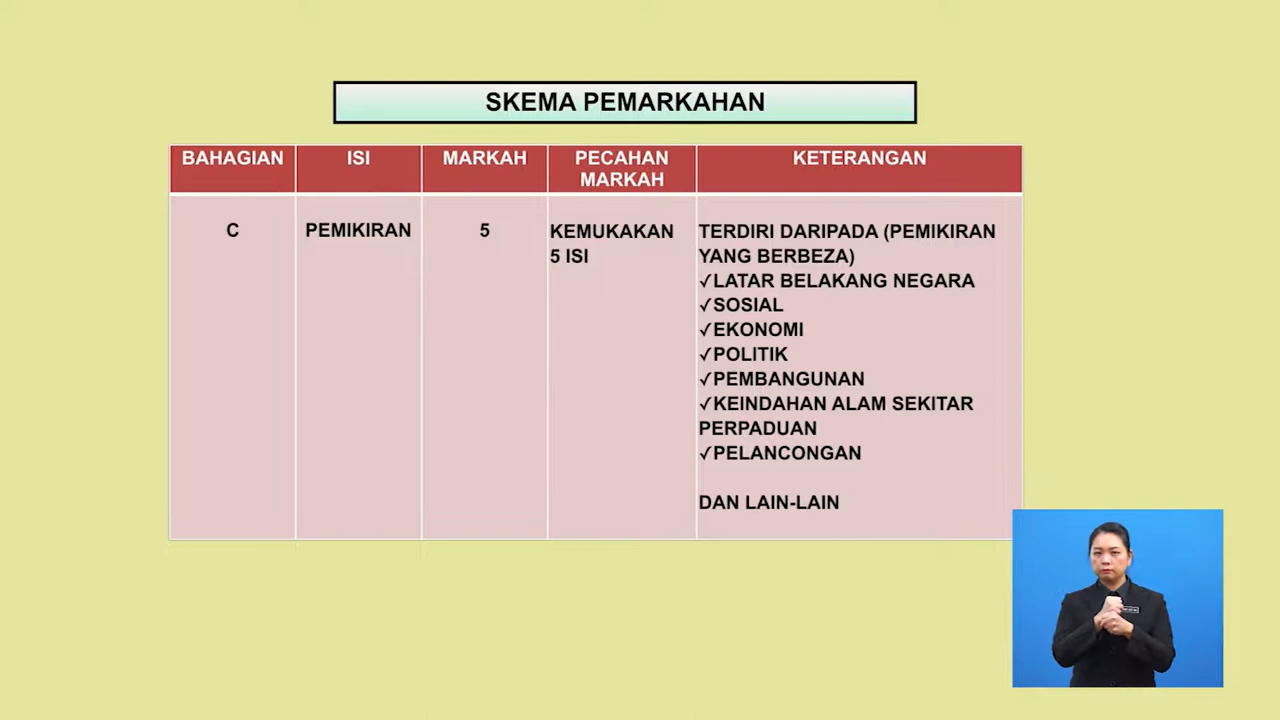 SKEMA PEMARKAHAN
BAHAGIAN
ISI
MARKAH
PECAHAN
MARKAH
KETERANGAN
C
PEMIKIRAN
5
KEMUKAKAN
5 ISI
TERDIRI DARIPADA (PEMIKIRAN
YANG BERBEZA)
✓LATAR BELAKANG NEGARA
✓SOSIAL
✓EKONOMI
✓POLITIK
✓PEMBANGUNAN
✓KEINDAHAN ALAM SEKITAR
PERPADUAN
✓PELANCONGAN
DAN LAIN-LAIN